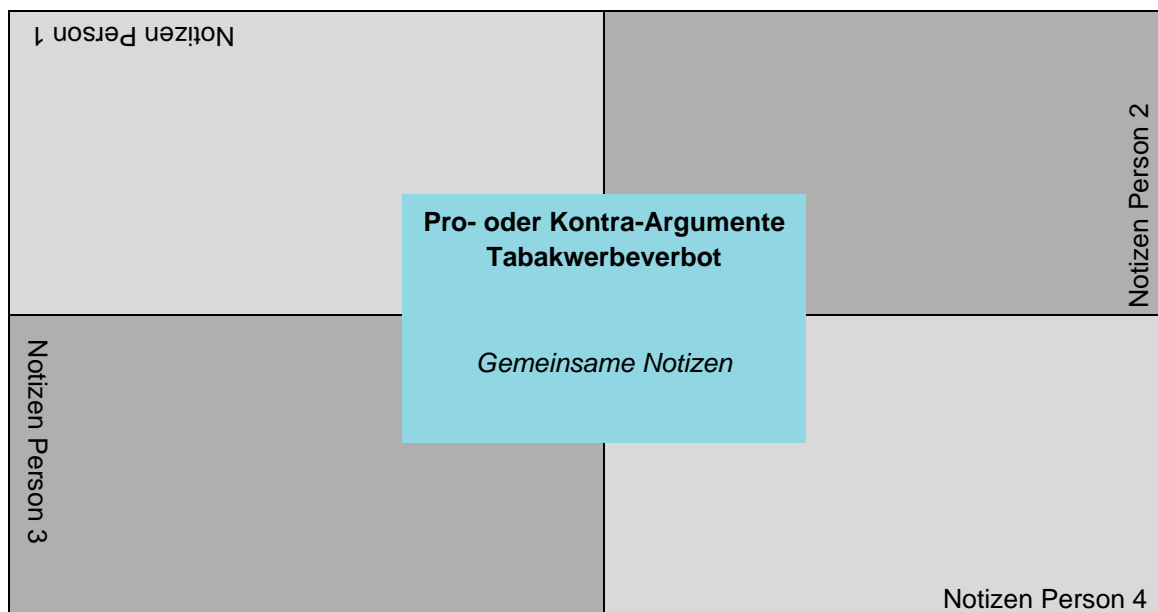 Notizen Person 1
Notizen Person 2
Pro- oder Kontra-Argumente
Tabakwerbeverbot
Gemeinsame Notizen
Notizen Person 3
Notizen Person 4